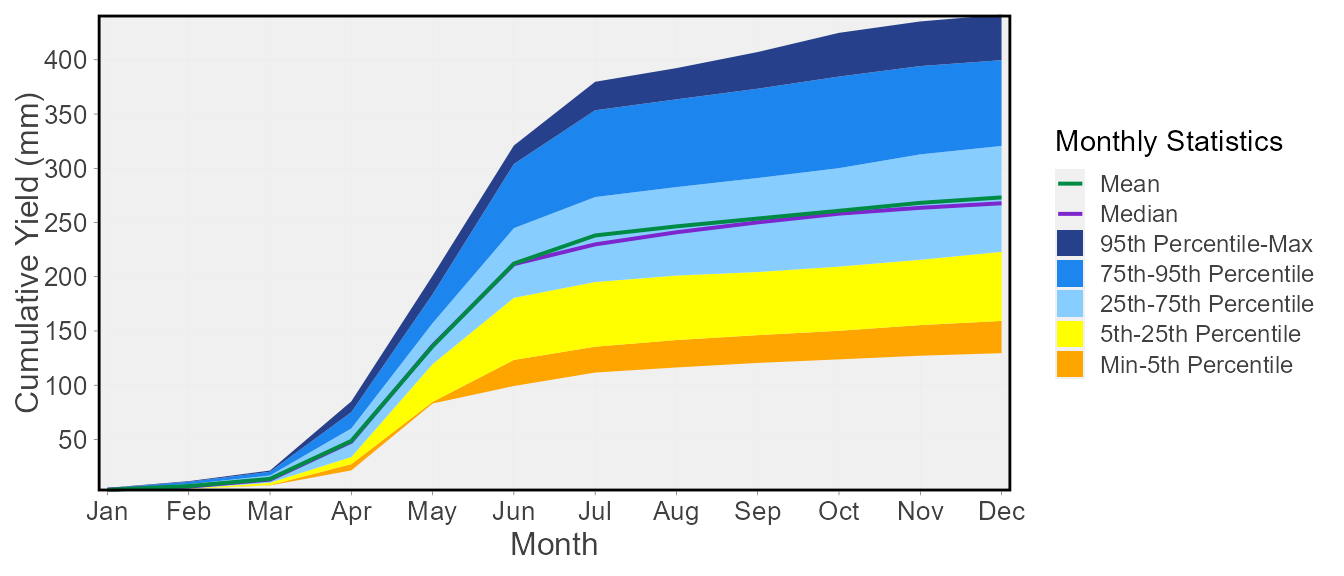 Cumulative Yield (mm)
400
350
300
250
200
150
100
50
Jan Feb Mar Apr May Jun Jul Aug Sep Oct Nov Dec
Month
Monthly Statistics
Mean
Median
95th Percentile-Max
75th-95th Percentile
25th-75th Percentile
5th-25th Percentile
Min-5th Percentile